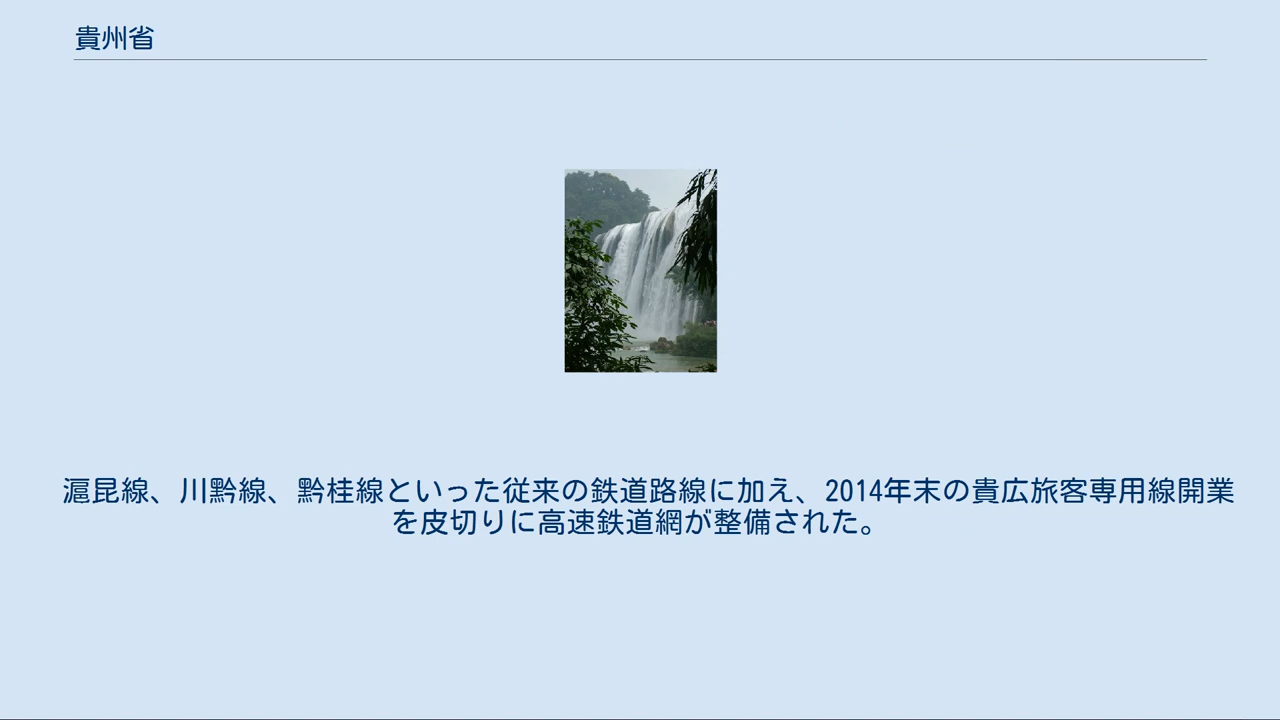 貴州省
滬昆線、川黔線、黔桂線といった従来の鉄道路線に加え、2014年末の貴広旅客専用線開業
を皮切りに高速鉄道網が整備された。